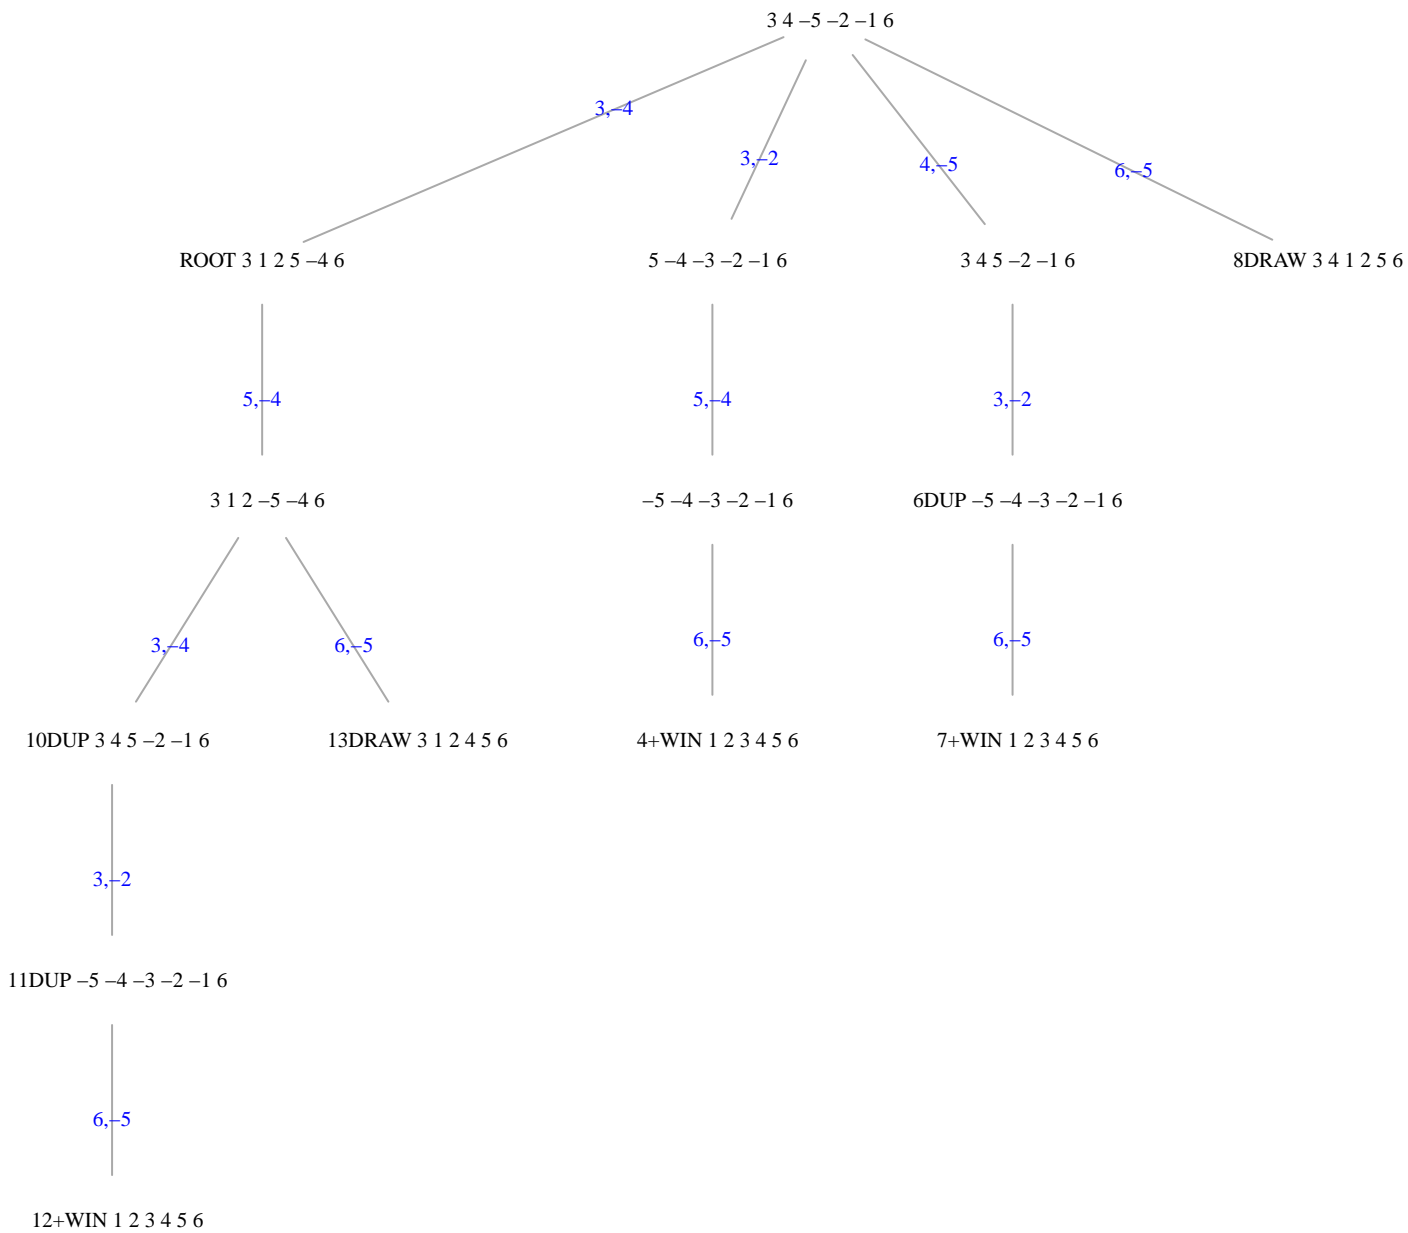 3 4 –5 –2 –1 6
3,–4
3,–2
4,–5
6,–5
ROOT 3 1 2 5 –4 6
5 –4 –3 –2 –1 6
3 4 5 –2 –1 6
8DRAW 3 4 1 2 5 6
5,–4
5,–4
3,–2
3 1 2 –5 –4 6
–5 –4 –3 –2 –1 6
6DUP –5 –4 –3 –2 –1 6
3,–4
6,–5
6,–5
6,–5
10DUP 3 4 5 –2 –1 6
13DRAW 3 1 2 4 5 6
4+WIN 1 2 3 4 5 6
7+WIN 1 2 3 4 5 6
3,–2
11DUP –5 –4 –3 –2 –1 6
6,–5
12+WIN 1 2 3 4 5 6